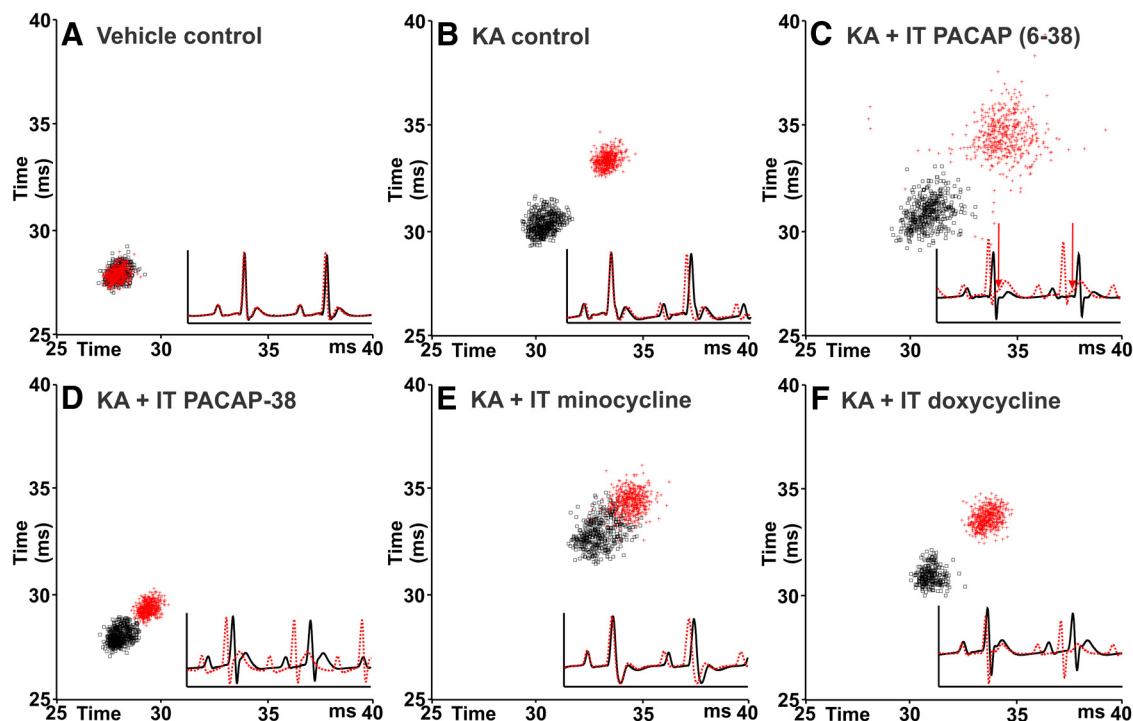 40
A Vehicle control
35
Time
(ms)
30
25
25 Time 30 35 ms 40
40
B KA control
35
Time
(ms)
30
25
25 Time 30 35 ms 40
40
C KA + IT PACAP (6-38)
35
Time
(ms)
30
25
25 Time 30 35 ms 40
40
D KA + IT PACAP-38
35
Time
(ms)
30
25
25 Time 30 35 ms 40
40
E KA + IT minocycline
35
Time
(ms)
30
25
25 Time 30 35 ms 40
40
F KA + IT doxycycline
35
Time
(ms)
30
25
25 Time 30 35 ms 40